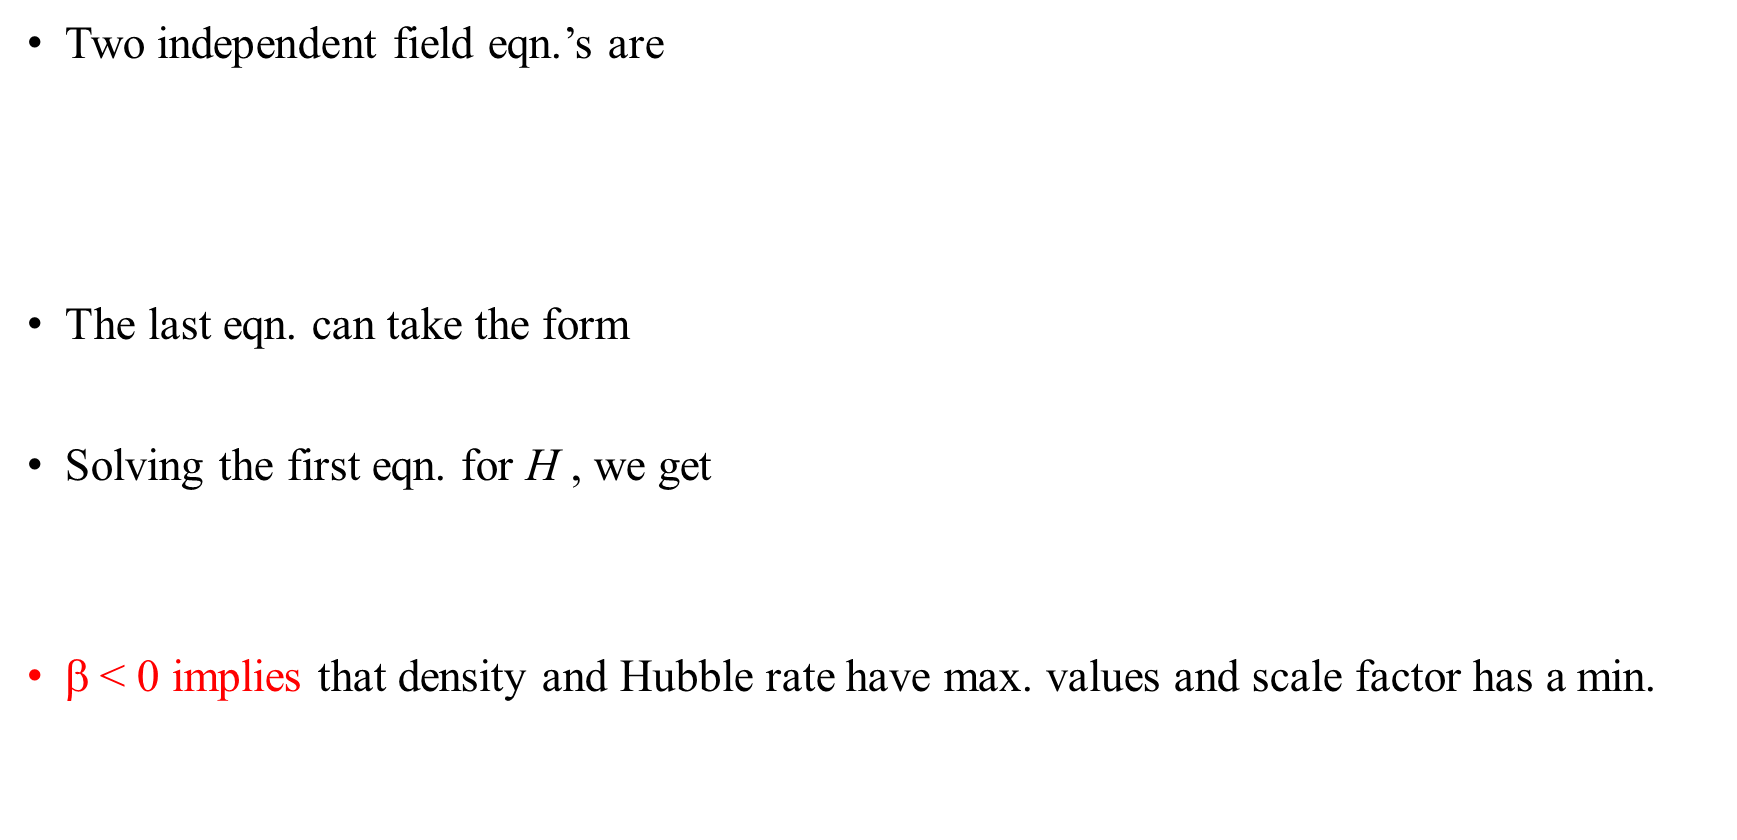 • Two independent field eqn.’s are
• The last eqn. can take the form
• Solving the first eqn. for H , we get
• β < 0 implies that density and Hubble rate have max. values and scale factor has a min.